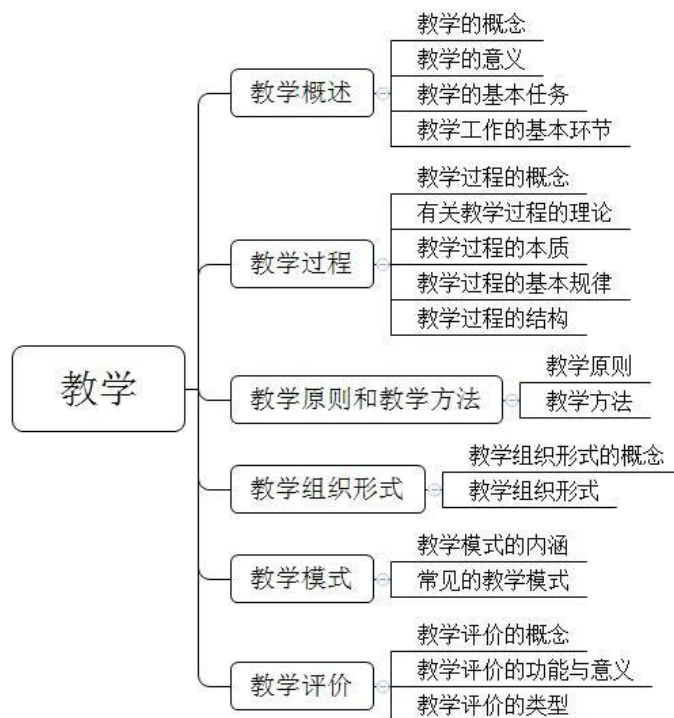 教学
教学概述
教学的概念
教学的意义
教学的基本任务
教学工作的基本环节
教学过程
教学过程的概念
有关教学过程的理论
教学过程的本质
教学过程的基本规律
教学过程的结构
教学原则和教学方法
教学原则
教学方法
教学组织形式
教学组织形式的概念
教学组织形式
教学模式
教学模式的内涵
常见的教学模式
教学评价
教学评价的概念
教学评价的功能与意义
教学评价的类型